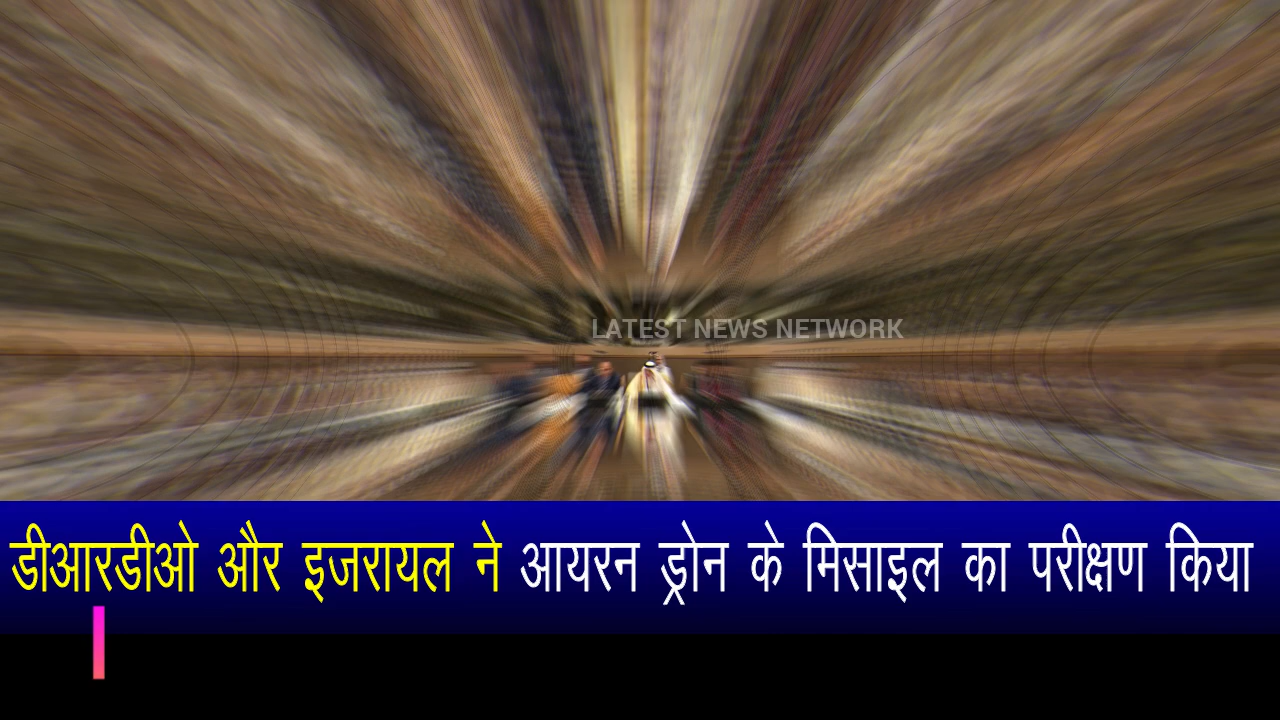 LATEST NEWS NETWORK
डीआरडीओ और इजरायल ने आयरन ड्रोन के मिसाइल का परीक्षण किया